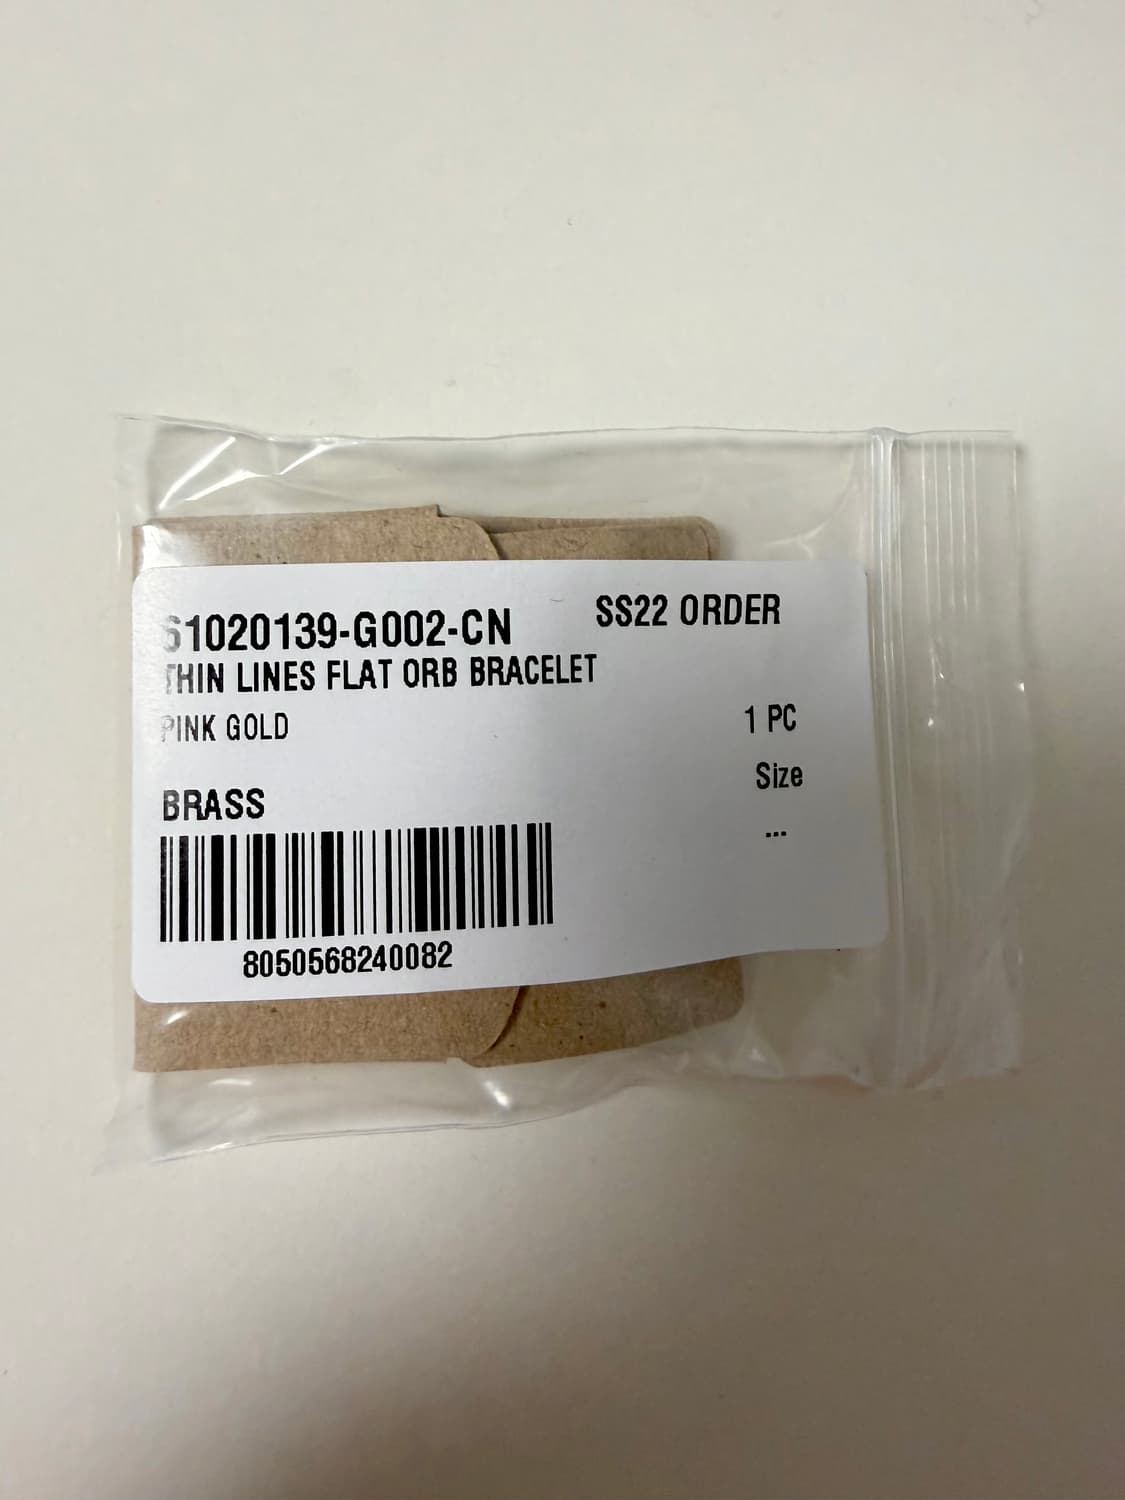 61020139-G002-CN
SS22 ORDER
THIN LINES FLAT ORB BRACELET
PINK GOLD
1 PC
Size
BRASS
...
8050568240082